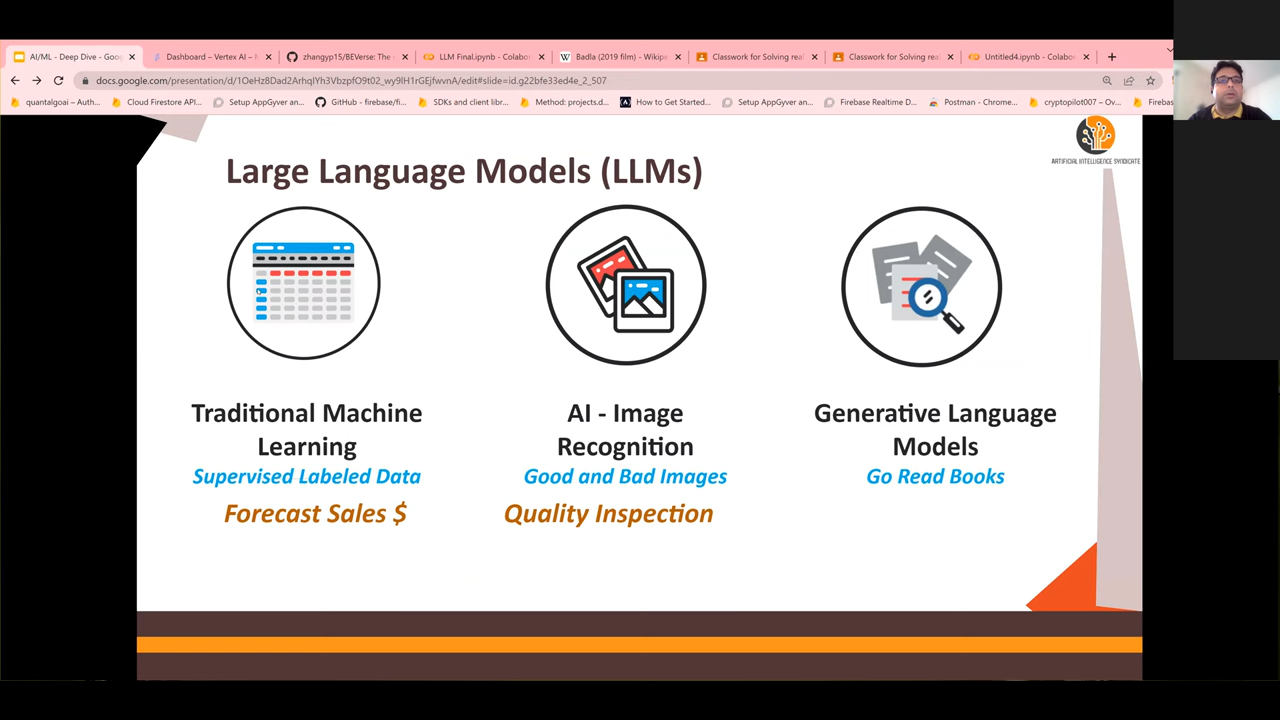 AI/ML - Deep Dive - Goo
Dashboard – Vertex AI –
zhangyp15/BEVerse: The
LLM Final.ipynb - Colabo
Badla (2019 film) - Wikipe
Classwork for Solving real
Classwork for Solving real
Untitled4.ipynb - Colabo
docs.google.com/presentation/d/1OeHz8Dad2ArhqIYh3VbzpfO9t02_wy9lH1rGEjfwvnA/edit#slide=id.g22bfe33ed4e_2_507
quantalgoai – Auth...
Cloud Firestore API...
Setup AppGyver an...
GitHub - firebase/fi...
SDKs and client libr...
Method: projects.d...
How to Get Started...
Setup AppGyver an...
Firebase Realtime D...
Postman - Chrome...
cryptopilot007 – Ov...
Firebas
ARTIFICIAL INTELLIGENCE SYNDICATE
Large Language Models (LLMs)
Traditional Machine
Learning
Supervised Labeled Data
Forecast Sales $
AI - Image
Recognition
Good and Bad Images
Quality Inspection
Generative Language
Models
Go Read Books